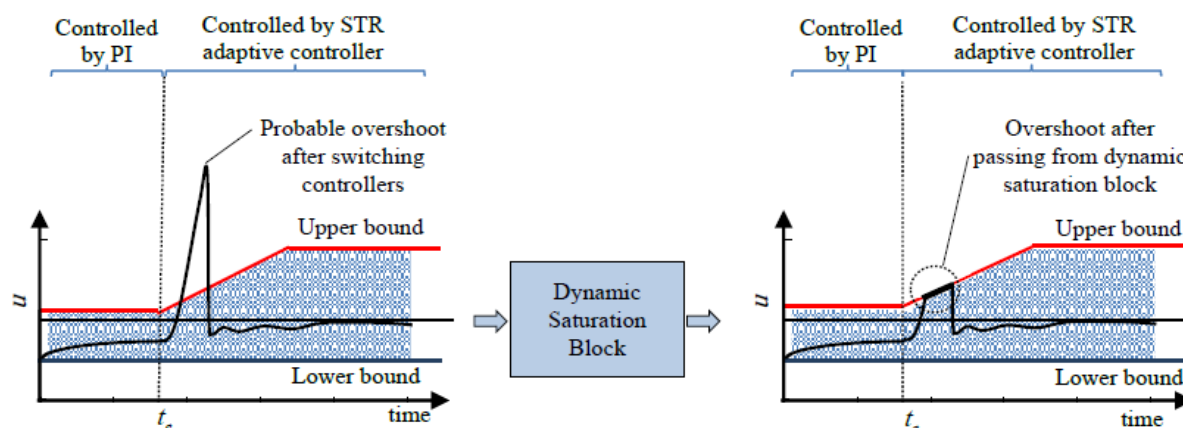 Controlled
by PI
Controlled by STR
adaptive controller
Probable overshoot
after switching
controllers
Upper bound
u
Lower bound
time
Dynamic
Saturation
Block
Controlled
by PI
Controlled by STR
adaptive controller
Overshoot after
passing from dynamic
saturation block
Upper bound
u
Lower bound
time